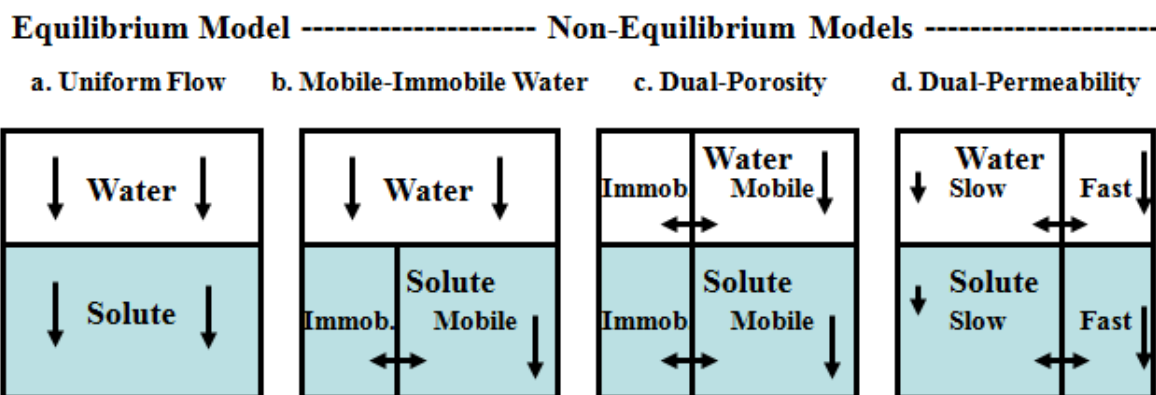 Equilibrium Model --------------------- Non-Equilibrium Models ---------------------
a. Uniform Flow
b. Mobile-Immobile Water
c. Dual-Porosity
d. Dual-Permeability
Water
Solute
Water
Solute
Immob. Mobile
Water
Immob. Mobile
Solute
Immob. Mobile
Water
Slow Fast
Solute
Slow Fast